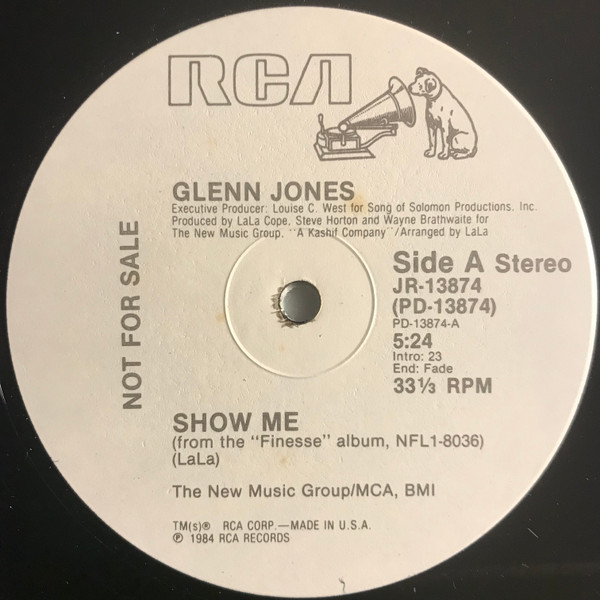 RCA
GLENN JONES
Executive Producer: Louise C. West for Song of Solomon Productions, Inc.
Produced by LaLa Cope, Steve Horton and Wayne Brathwaite for
The New Music Group. "A Kashif Company"/Arranged by LaLa
NOT FOR SALE
Side A Stereo
JR-13874
(PD-13874)
PD-13874-A
5:24
Intro: 23
End: Fade
33⅓ RPM
SHOW ME
(from the "Finesse" album, NFL1-8036)
(LaLa)
The New Music Group/MCA, BMI
TM(s)® RCA CORP.—MADE IN U.S.A.
℗ 1984 RCA RECORDS